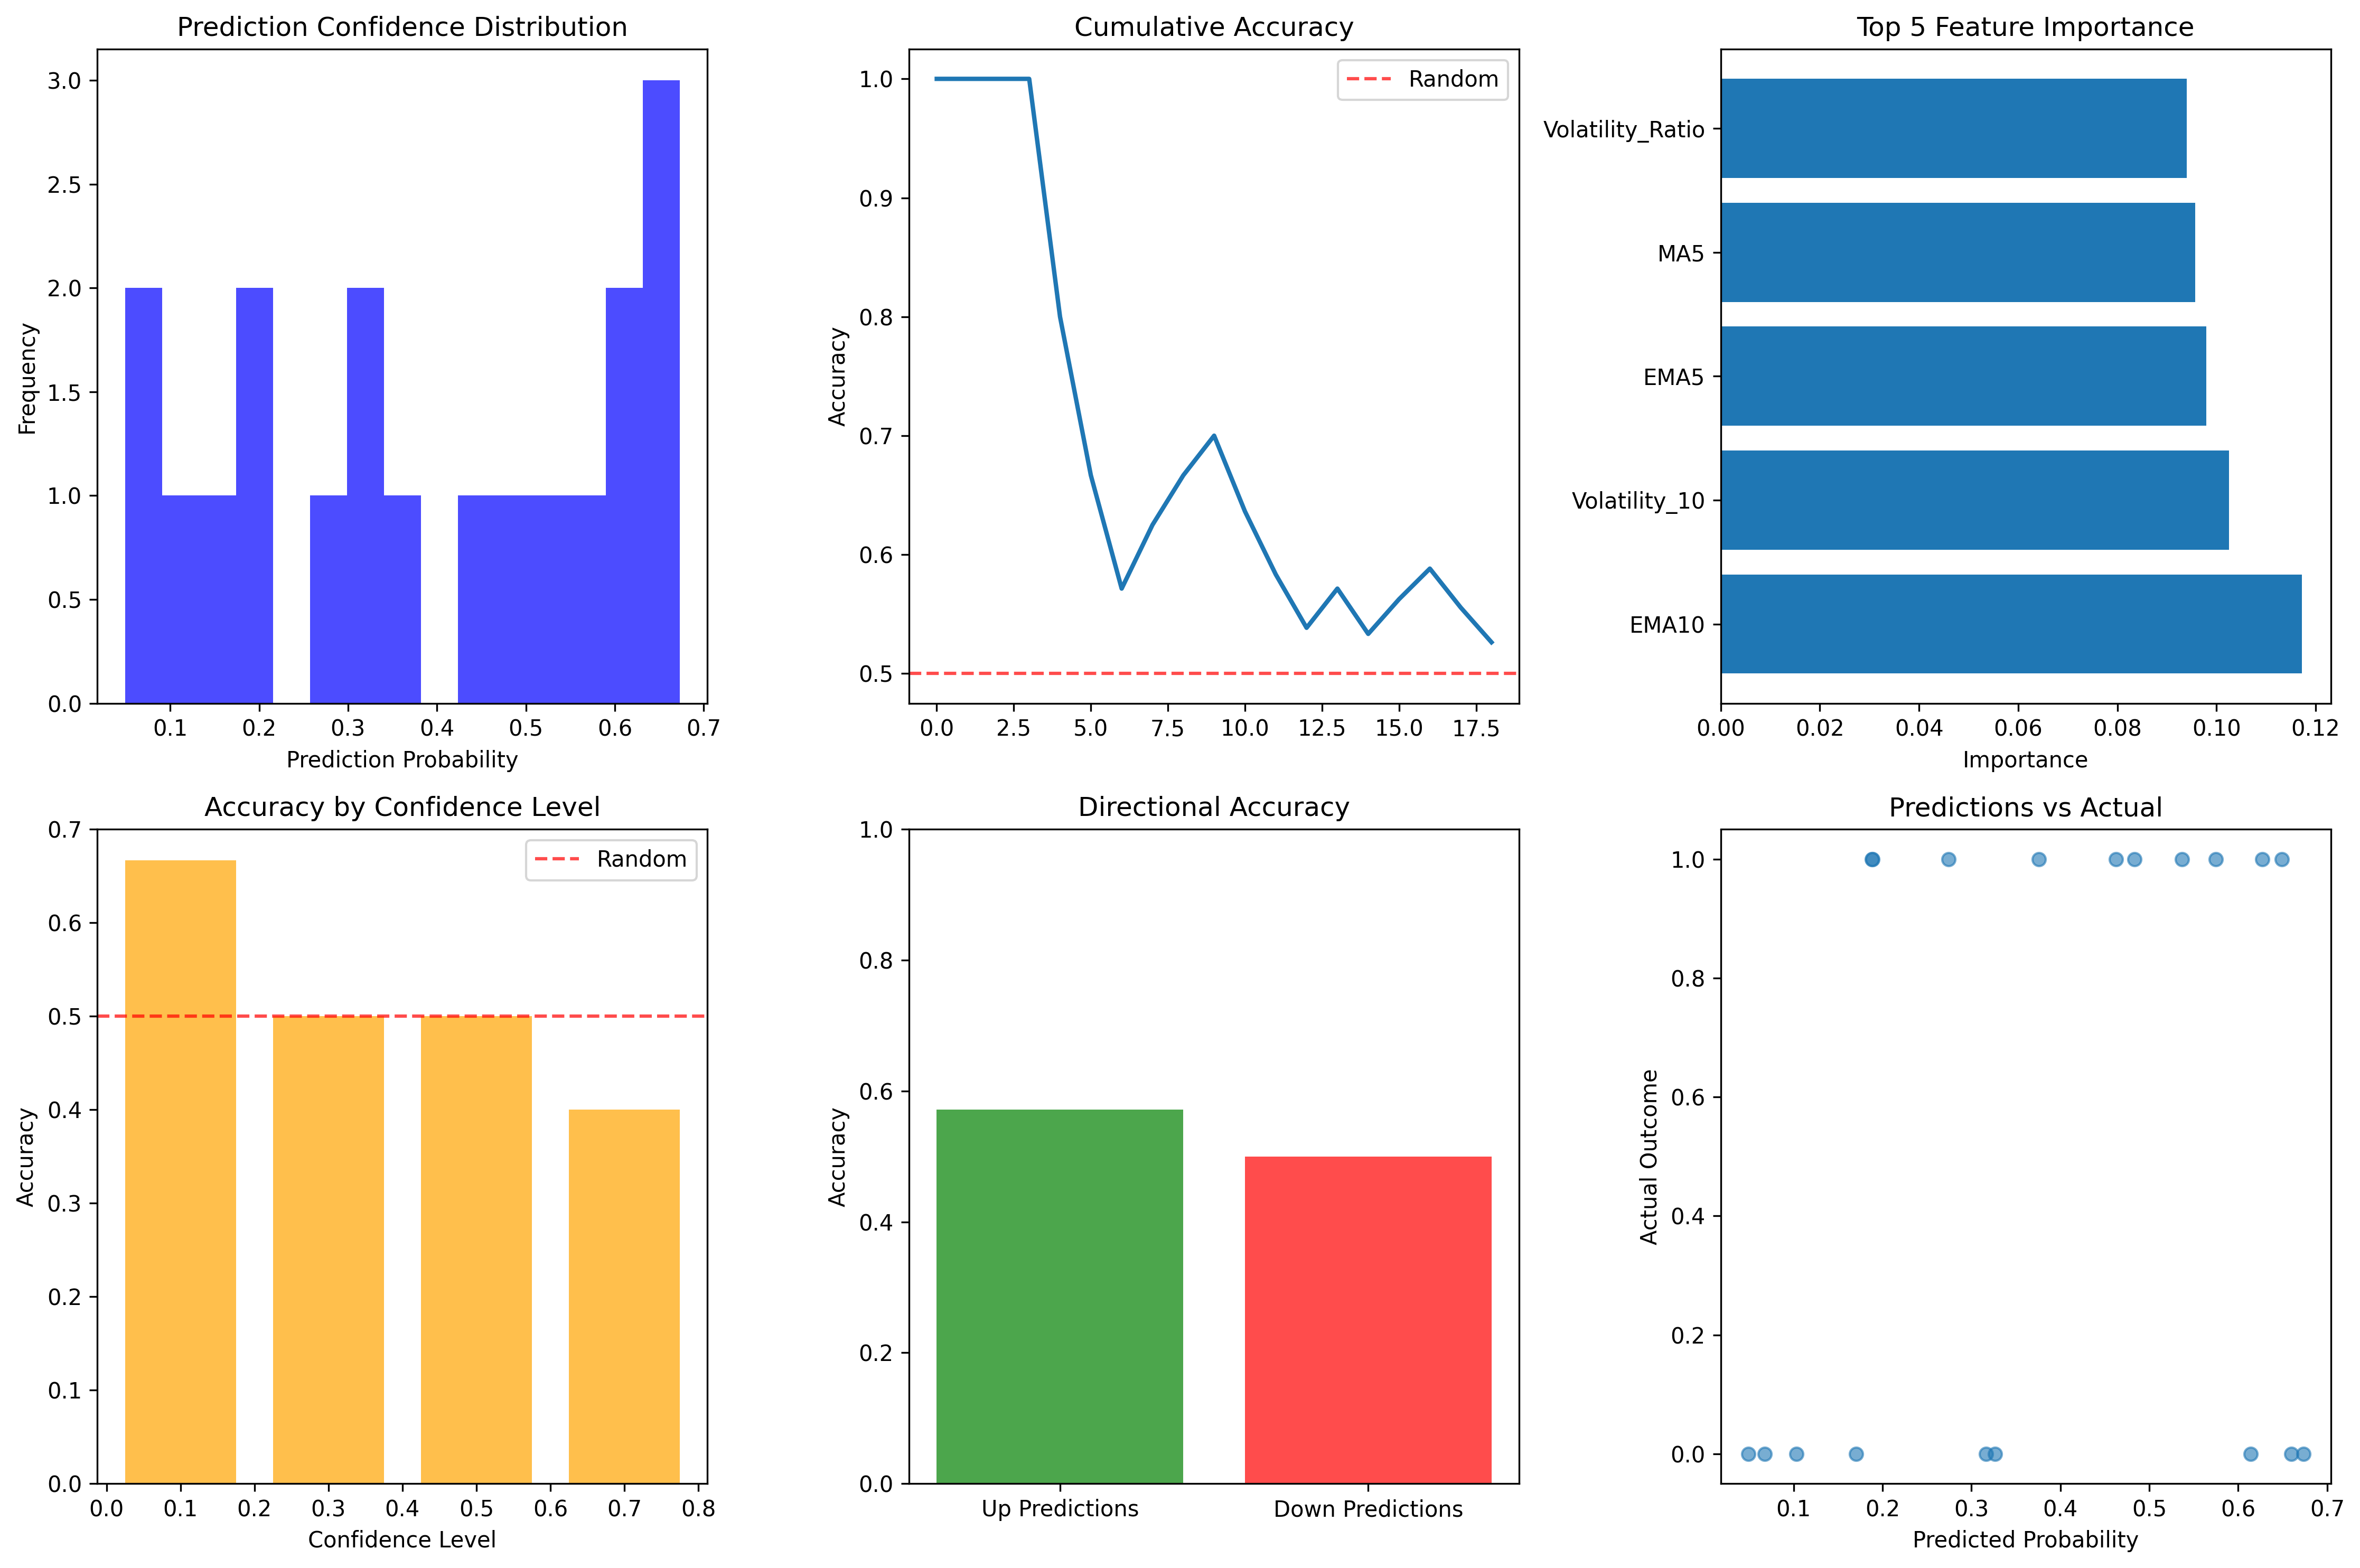 Prediction Confidence Distribution
3.0
2.5
2.0
1.5
1.0
0.5
0.0
Frequency
0.1 0.2 0.3 0.4 0.5 0.6 0.7
Prediction Probability
Cumulative Accuracy
Random
1.0
0.9
0.8
0.7
0.6
0.5
Accuracy
0.0 2.5 5.0 7.5 10.0 12.5 15.0 17.5
Top 5 Feature Importance
Volatility_Ratio
MA5
EMA5
Volatility_10
EMA10
0.00 0.02 0.04 0.06 0.08 0.10 0.12
Importance
Accuracy by Confidence Level
Random
0.7
0.6
0.5
0.4
0.3
0.2
0.1
0.0
Accuracy
0.0 0.1 0.2 0.3 0.4 0.5 0.6 0.7 0.8
Confidence Level
Directional Accuracy
1.0
0.8
0.6
0.4
0.2
0.0
Accuracy
Up Predictions Down Predictions
Predictions vs Actual
1.0
0.8
0.6
0.4
0.2
0.0
Actual Outcome
0.1 0.2 0.3 0.4 0.5 0.6 0.7
Predicted Probability